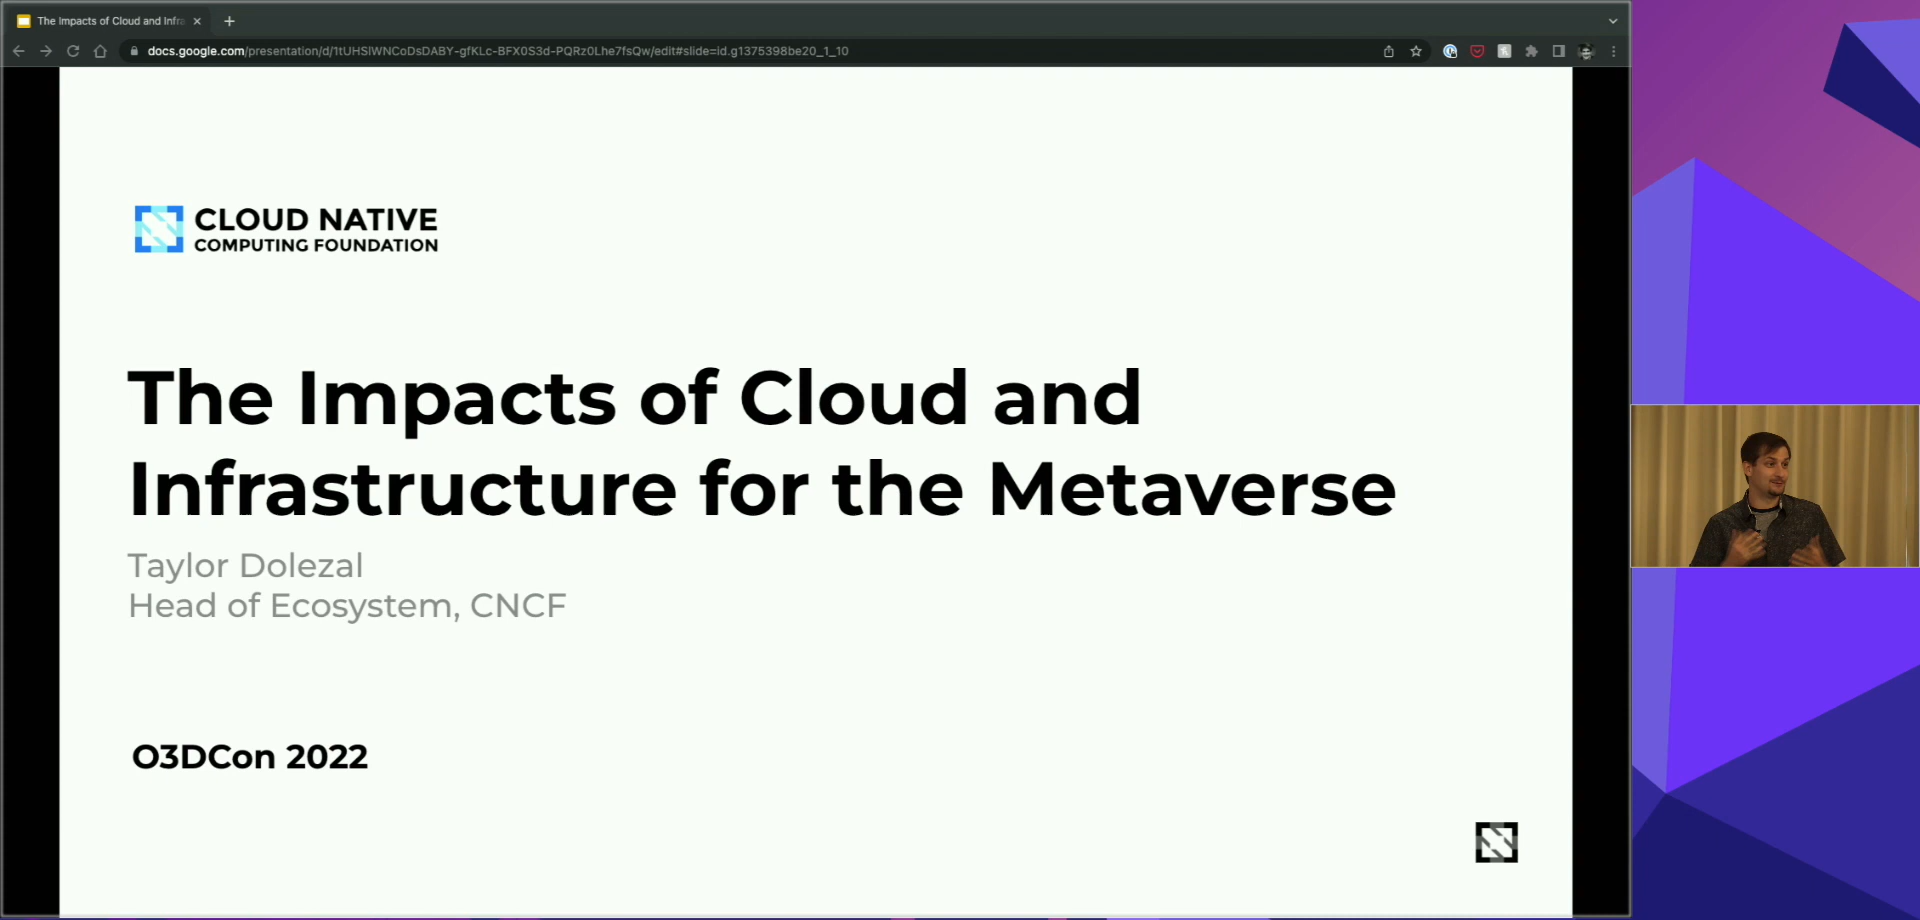 The Impacts of Cloud and Infra
docs.google.com/presentation/d/1tUHSlWNCoDsDABY-gfKLc-BFX0S3d-PQRz0Lhe7fsQw/edit#slide=id.g1375398be20_1_10
CLOUD NATIVE
COMPUTING FOUNDATION
The Impacts of Cloud and
Infrastructure for the Metaverse
Taylor Dolezal
Head of Ecosystem, CNCF
O3DCon 2022